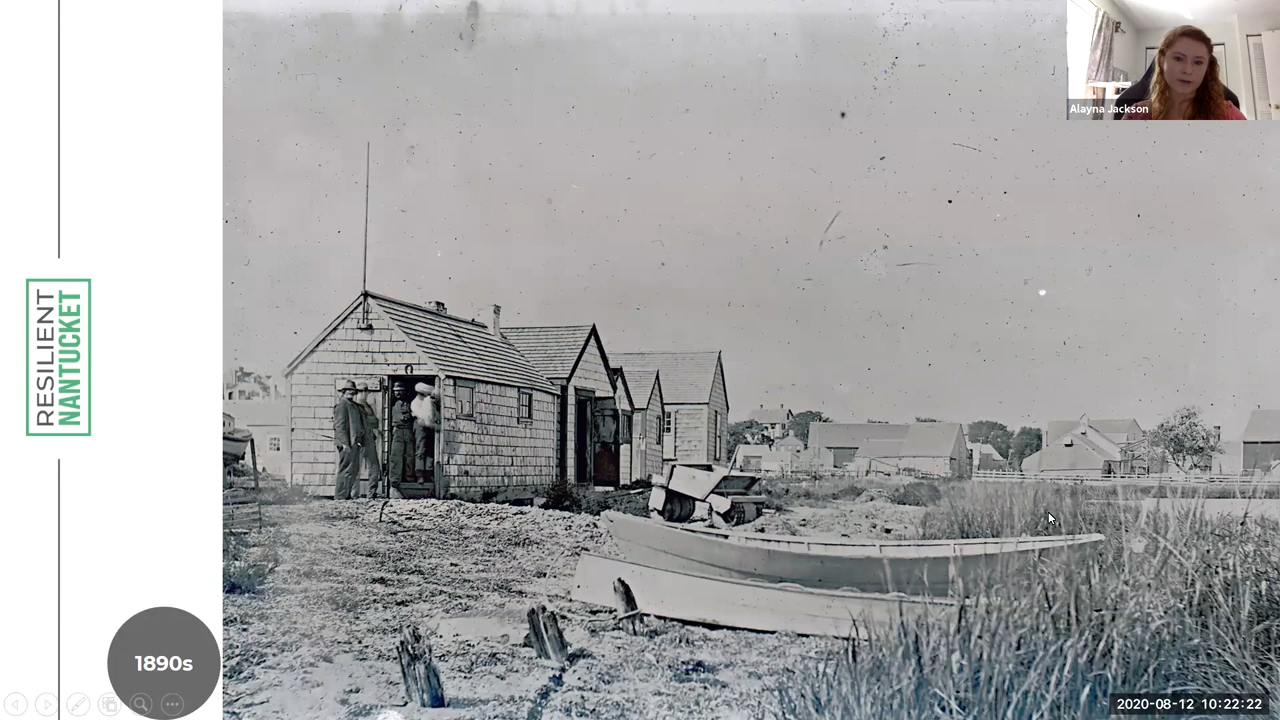 Alayna Jackson
RESILIENT
NANTUCKET
1890s
2020-08-12 10:22:22